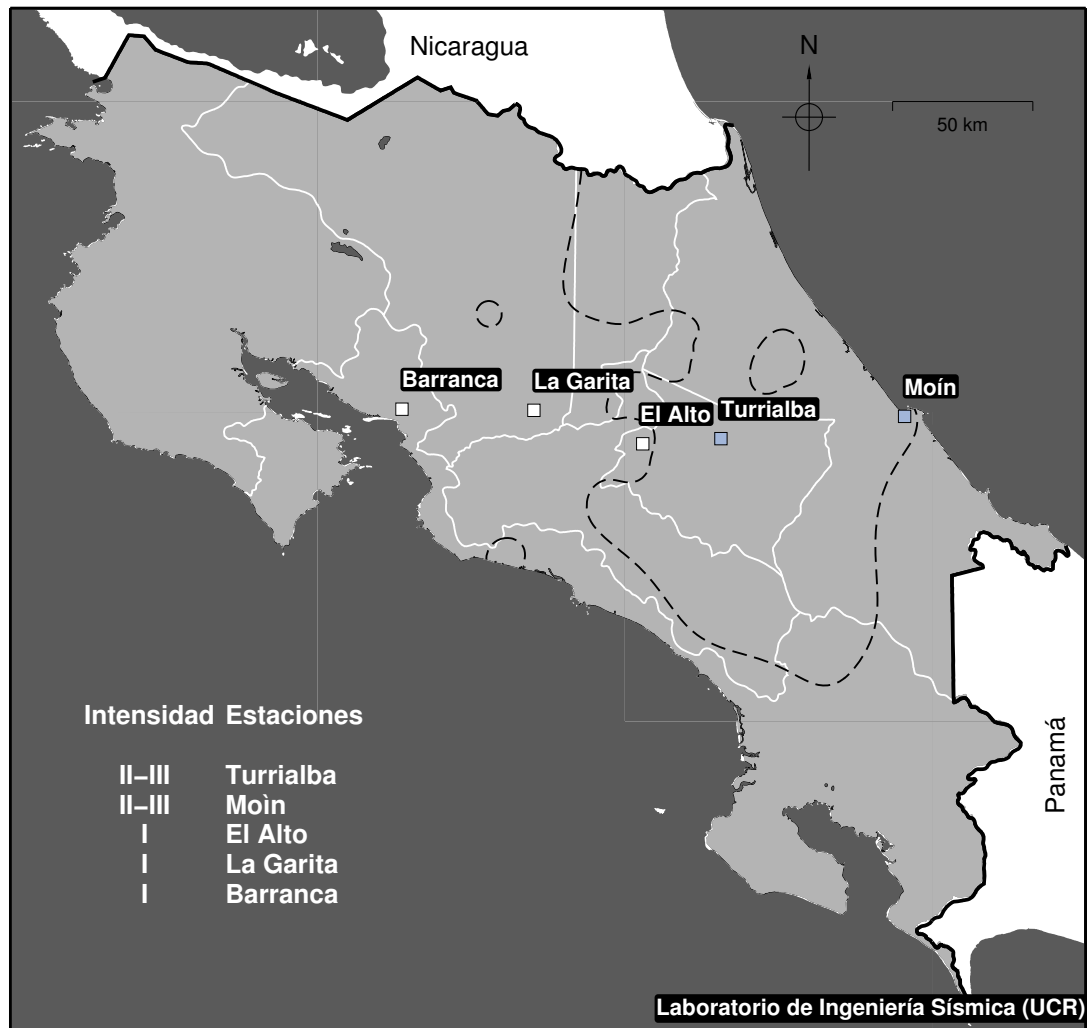 Nicaragua
N
50 km
Barranca
La Garita
El Alto
Turrialba
Moín
Intensidad Estaciones
II–III Turrialba
II–III Moìn
I El Alto
I La Garita
I Barranca
Panamá
Laboratorio de Ingeniería Sísmica (UCR)